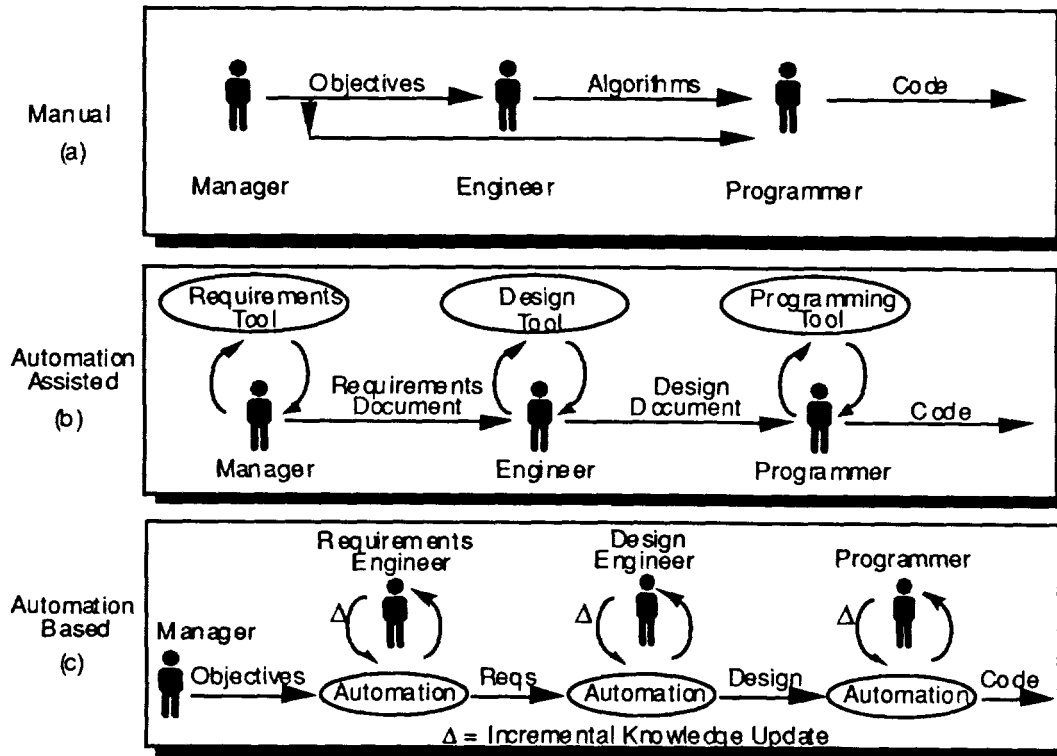 Manual
(a)
Objectives
Algorithms
Code
Manager
Engineer
Programmer
Automation
Assisted
(b)
Requirements
Tool
Design
Tool
Programming
Tool
Requirements
Document
Design
Document
Code
Manager
Engineer
Programmer
Automation
Based
(c)
Manager
Requirements
Engineer
Design
Engineer
Programmer
Δ
Δ
Δ
Objectives
Automation
Reqs
Automation
Design
Automation
Code
Δ = Incremental Knowledge Update